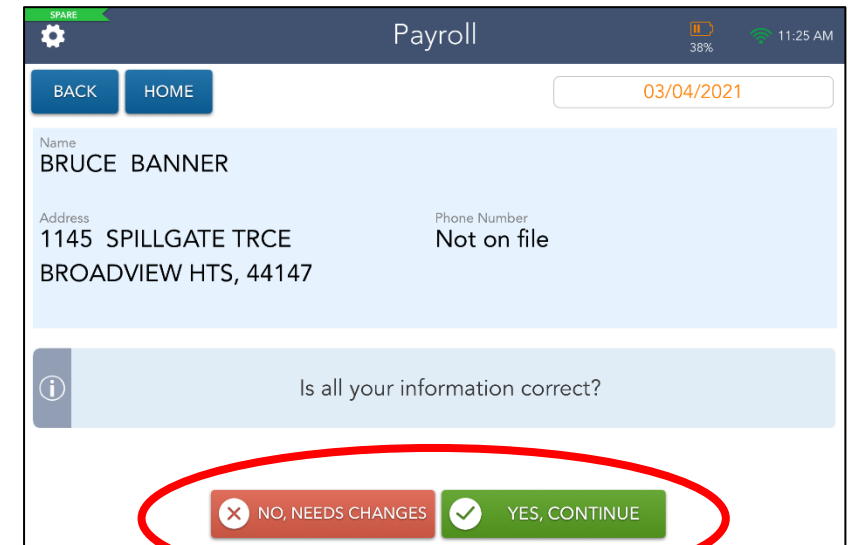 SPARE
Payroll
38%
11:25 AM
BACK
HOME
03/04/2021
Name
BRUCE BANNER
Address
Phone Number
1145 SPILLGATE TRCE
Not on file
BROADVIEW HTS, 44147
Is all your information correct?
NO, NEEDS CHANGES
YES, CONTINUE